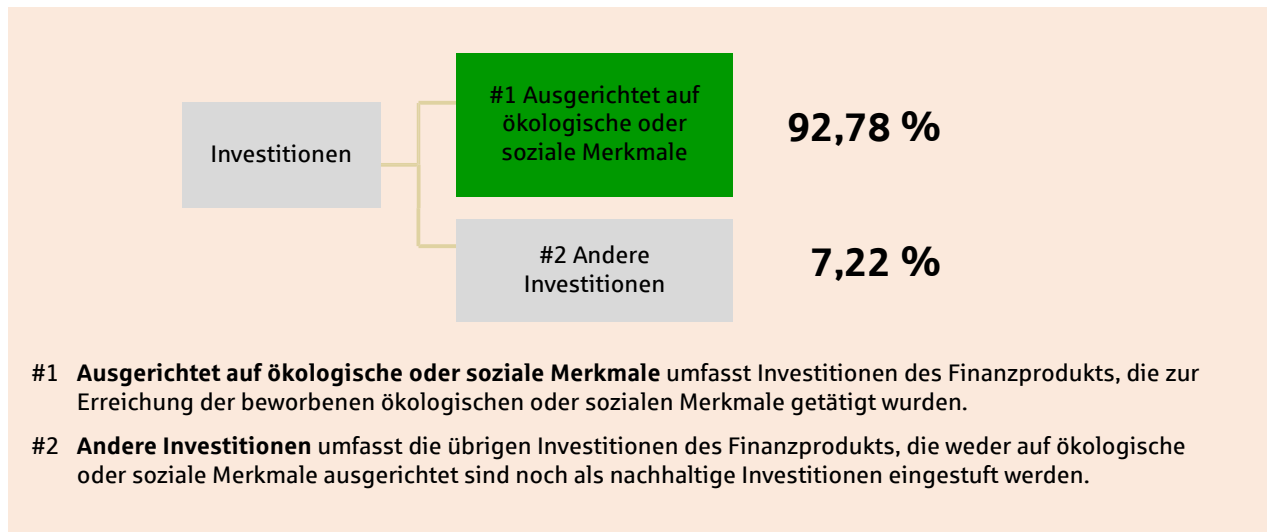 Investitionen
#1 Ausgerichtet auf
ökologische oder
soziale Merkmale
92,78 %
#2 Andere
Investitionen
7,22 %
#1 Ausgerichtet auf ökologische oder soziale Merkmale umfasst Investitionen des Finanzprodukts, die zur
Erreichung der beworbenen ökologischen oder sozialen Merkmale getätigt wurden.
#2 Andere Investitionen umfasst die übrigen Investitionen des Finanzprodukts, die weder auf ökologische
oder soziale Merkmale ausgerichtet sind noch als nachhaltige Investitionen eingestuft werden.